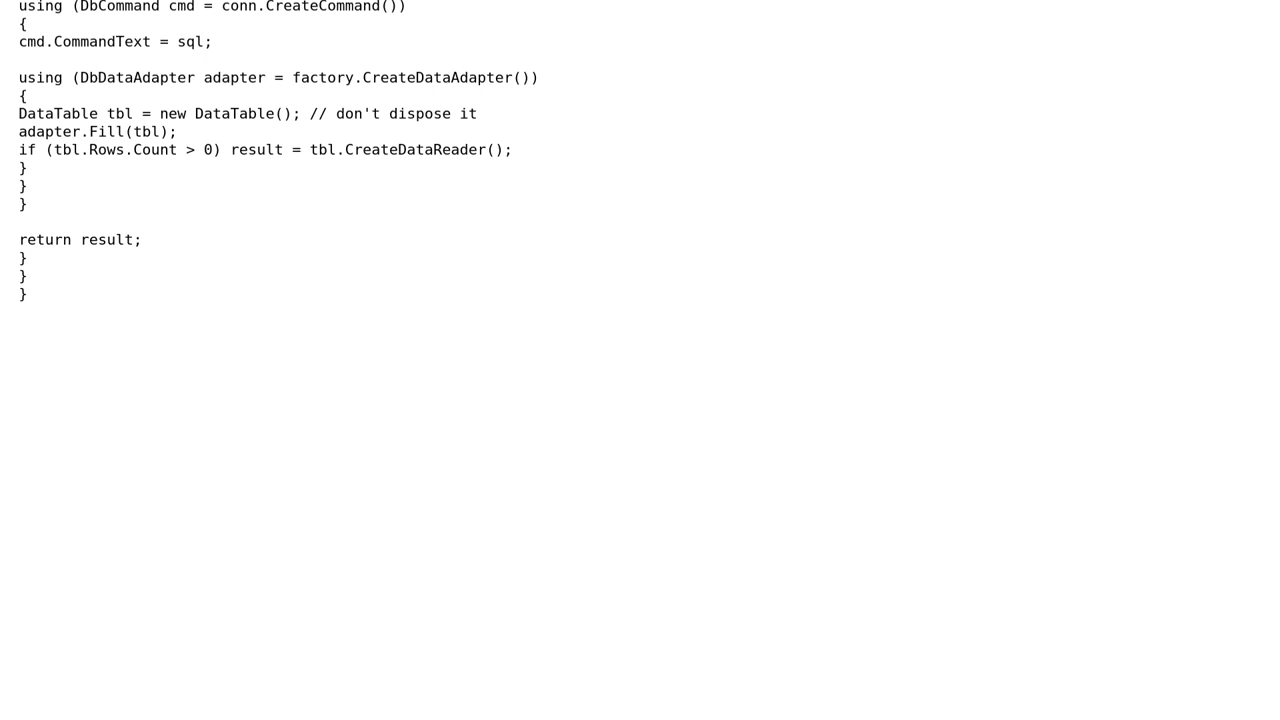 using (DbCommand cmd = conn.CreateCommand())
{
cmd.CommandText = sql;

using (DbDataAdapter adapter = factory.CreateDataAdapter())
{
DataTable tbl = new DataTable(); // don't dispose it
adapter.Fill(tbl);
if (tbl.Rows.Count > 0) result = tbl.CreateDataReader();
}
}
}

return result;
}
}
}